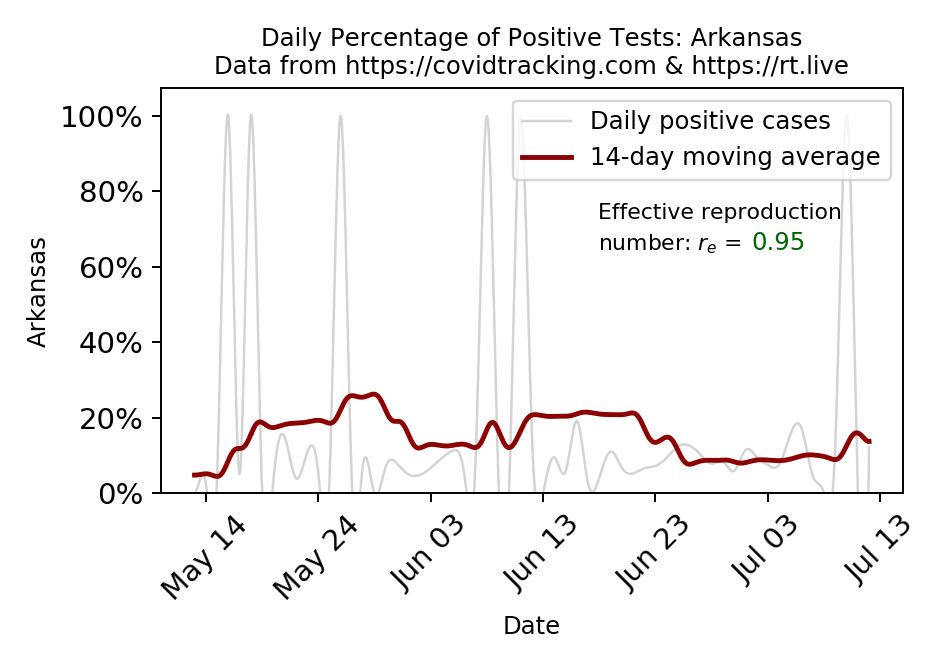 Daily Percentage of Positive Tests: Arkansas
Data from https://covidtracking.com & https://rt.live
100%
80%
60%
40%
20%
0%
Arkansas
Daily positive cases
14-day moving average
Effective reproduction
number: rₑ = 0.95
May 14
May 24
Jun 03
Jun 13
Jun 23
Jul 03
Jul 13
Date